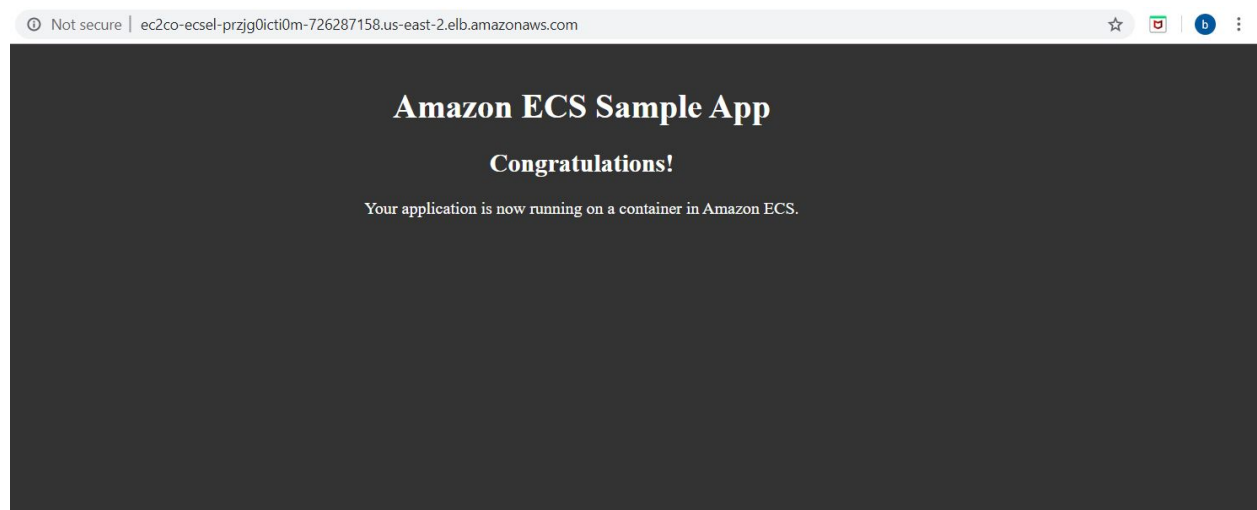 Not secure | ec2co-ecsel-przjg0icti0m-726287158.us-east-2.elb.amazonaws.com
b
Amazon ECS Sample App
Congratulations!
Your application is now running on a container in Amazon ECS.